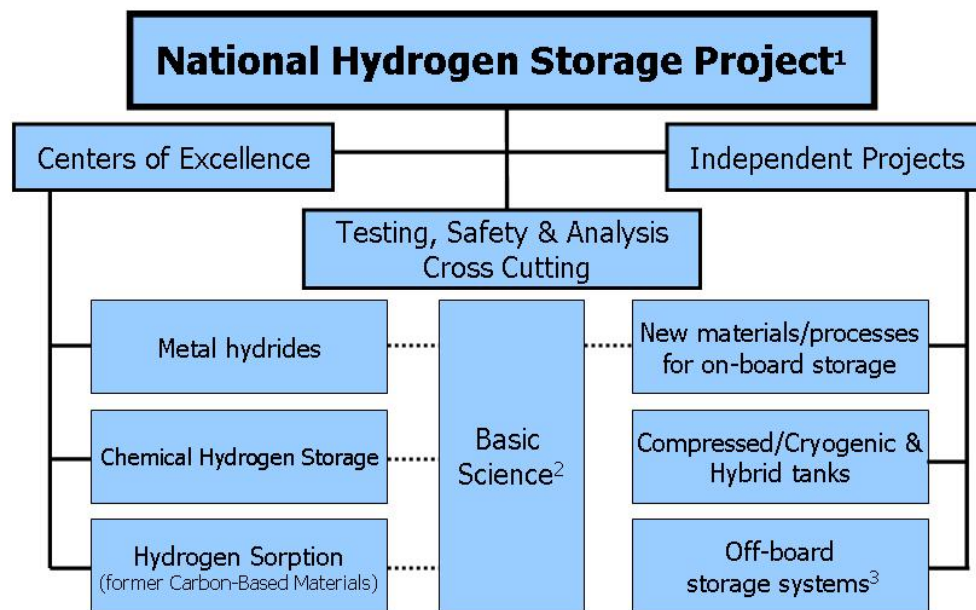 National Hydrogen Storage Project¹
Centers of Excellence
Independent Projects
Testing, Safety & Analysis
Cross Cutting
Metal hydrides
Basic
Science²
New materials/processes
for on-board storage
Chemical Hydrogen Storage
Compressed/Cryogenic &
Hybrid tanks
Hydrogen Sorption
(former Carbon-Based Materials)
Off-board
storage systems³